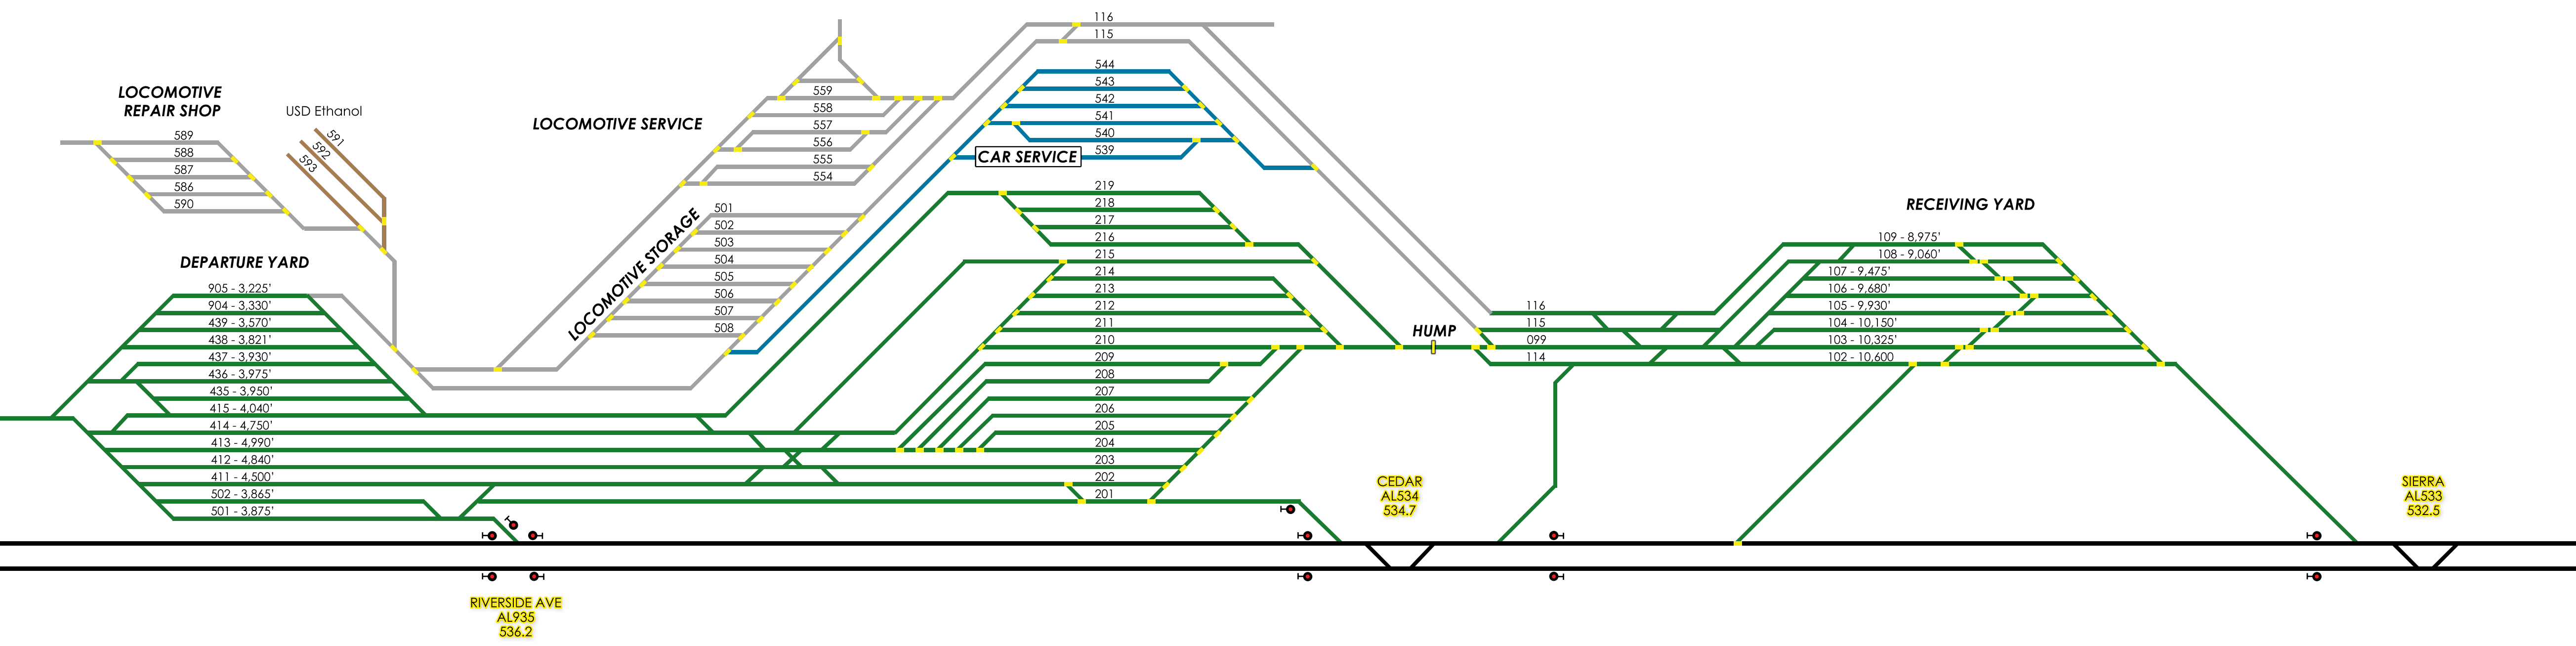 116
115
544
543
542
541
540
539
CAR SERVICE
LOCOMOTIVE
REPAIR SHOP
USD Ethanol
591
592
593
589
588
587
586
590
LOCOMOTIVE SERVICE
559
558
557
556
555
554
LOCOMOTIVE STORAGE
501
502
503
504
505
506
507
508
219
218
217
216
215
214
213
212
211
210
209
208
207
206
205
204
203
202
201
DEPARTURE YARD
905 - 3,225'
904 - 3,330'
439 - 3,570'
438 - 3,821'
437 - 3,930'
436 - 3,975'
435 - 3,950'
415 - 4,040'
414 - 4,750'
413 - 4,990'
412 - 4,840'
411 - 4,500'
502 - 3,865'
501 - 3,875'
HUMP
116
115
099
114
RECEIVING YARD
109 - 8,975'
108 - 9,060'
107 - 9,475'
106 - 9,680'
105 - 9,930'
104 - 10,150'
103 - 10,325'
102 - 10,600
RIVERSIDE AVE
AL935
536.2
CEDAR
AL534
534.7
SIERRA
AL533
532.5